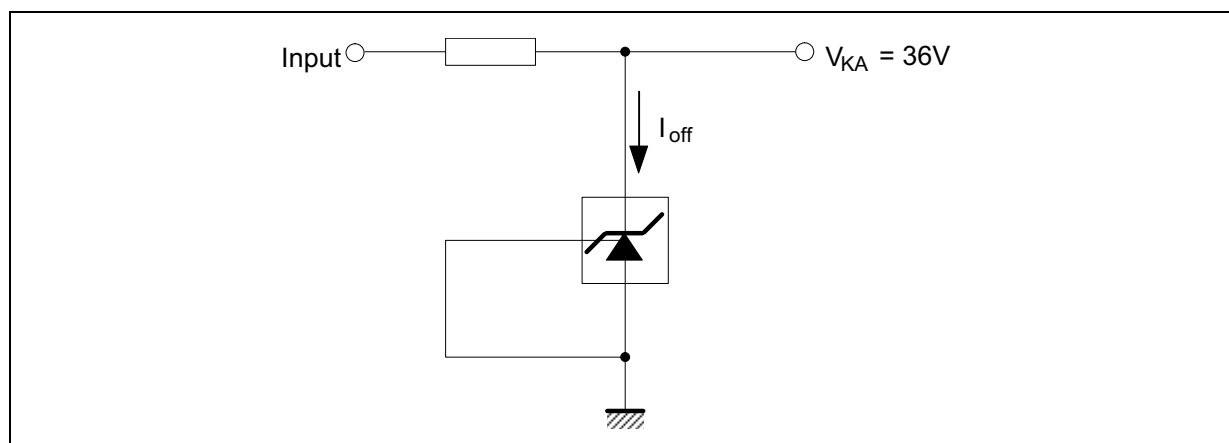 Input
V_KA = 36V
I_off